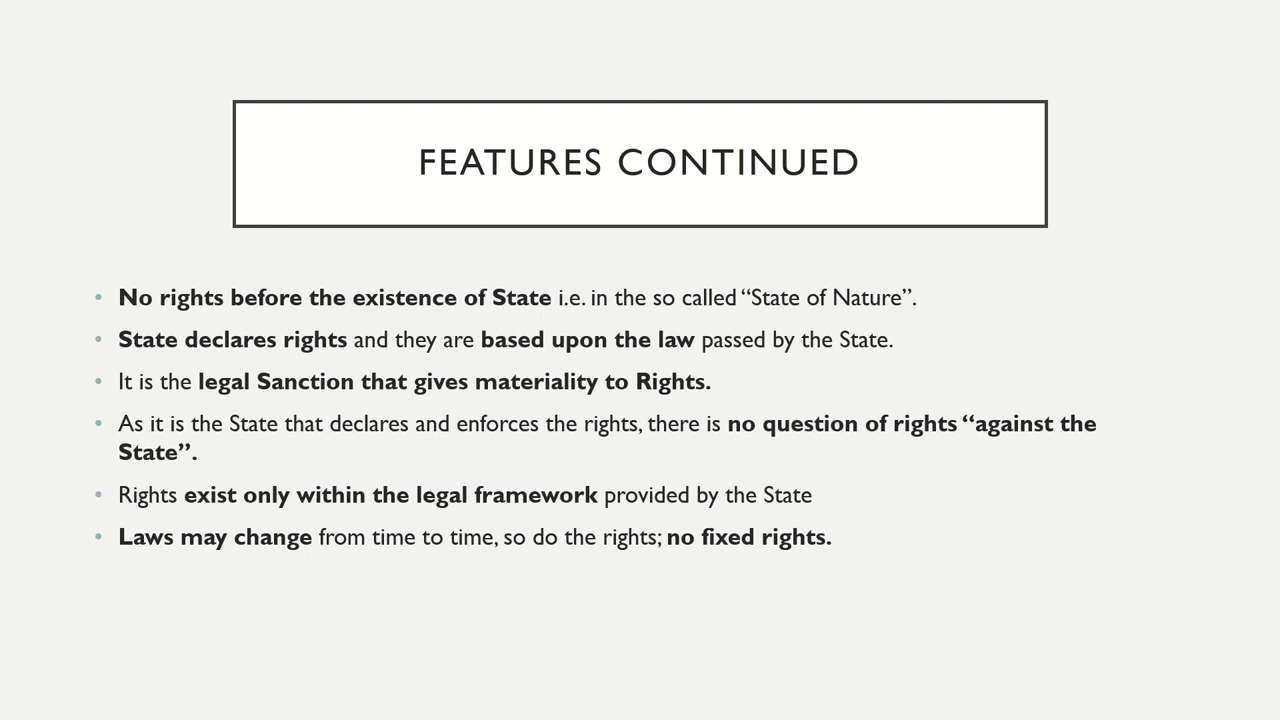 FEATURES CONTINUED
• No rights before the existence of State i.e. in the so called “State of Nature”.
• State declares rights and they are based upon the law passed by the State.
• It is the legal Sanction that gives materiality to Rights.
• As it is the State that declares and enforces the rights, there is no question of rights “against the
State”.
• Rights exist only within the legal framework provided by the State
• Laws may change from time to time, so do the rights; no fixed rights.